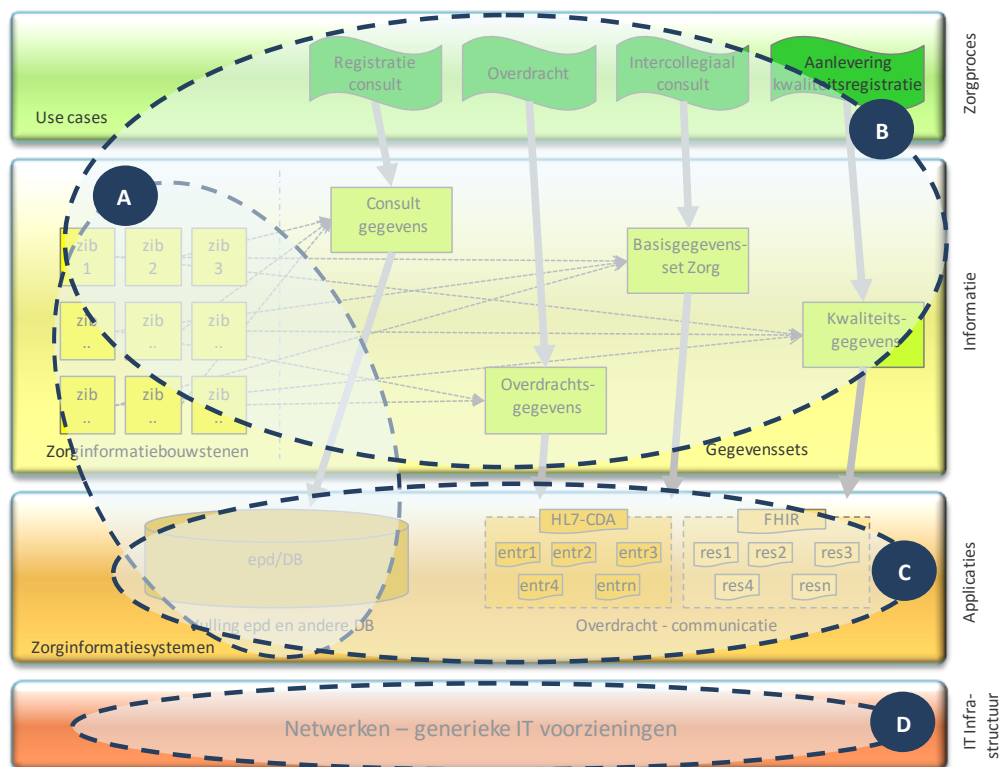 Registratie
consult
Overdracht
Intercollegiaal
consult
Aanlevering
kwaliteitsregistratie
Use cases
Zorgproces
B
A
zib
1
zib
2
zib
3
zib
..
zib
..
zib
..
zib
..
zib
..
zib
..
Consult
gegevens
Basisgegevens-
set Zorg
Kwaliteits-
gegevens
Overdrachts-
gegevens
Zorginformatiebouwstenen
Gegevenssets
Informatie
epd/DB
Vulling epd en andere DB
HL7-CDA
entr1
entr2
entr3
entr4
entrn
FHIR
res1
res2
res3
res4
resn
Overdracht - communicatie
Zorginformatiesystemen
C
Applicaties
Netwerken – generieke IT voorzieningen
D
IT Infra-
structuur